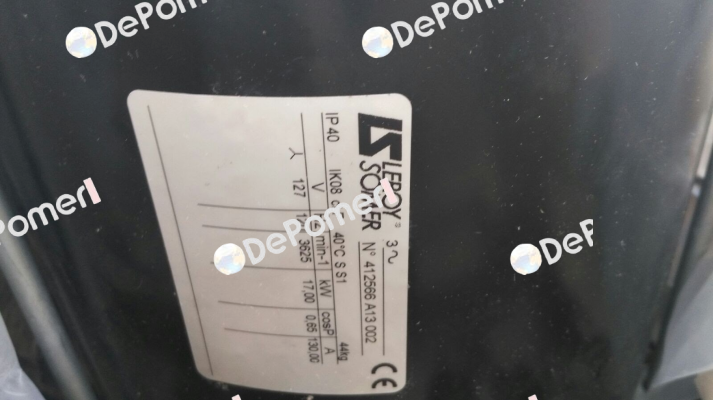 LEROY®
SOMER
3~
N° 412566 A13 002
CE
IP 40 IK08 40°C S S1 44kg
V min-1 kW cosP A
127 3625 17,00 0,65 130,00
DePomerl
DePomerl
DePomerl
DePomerl